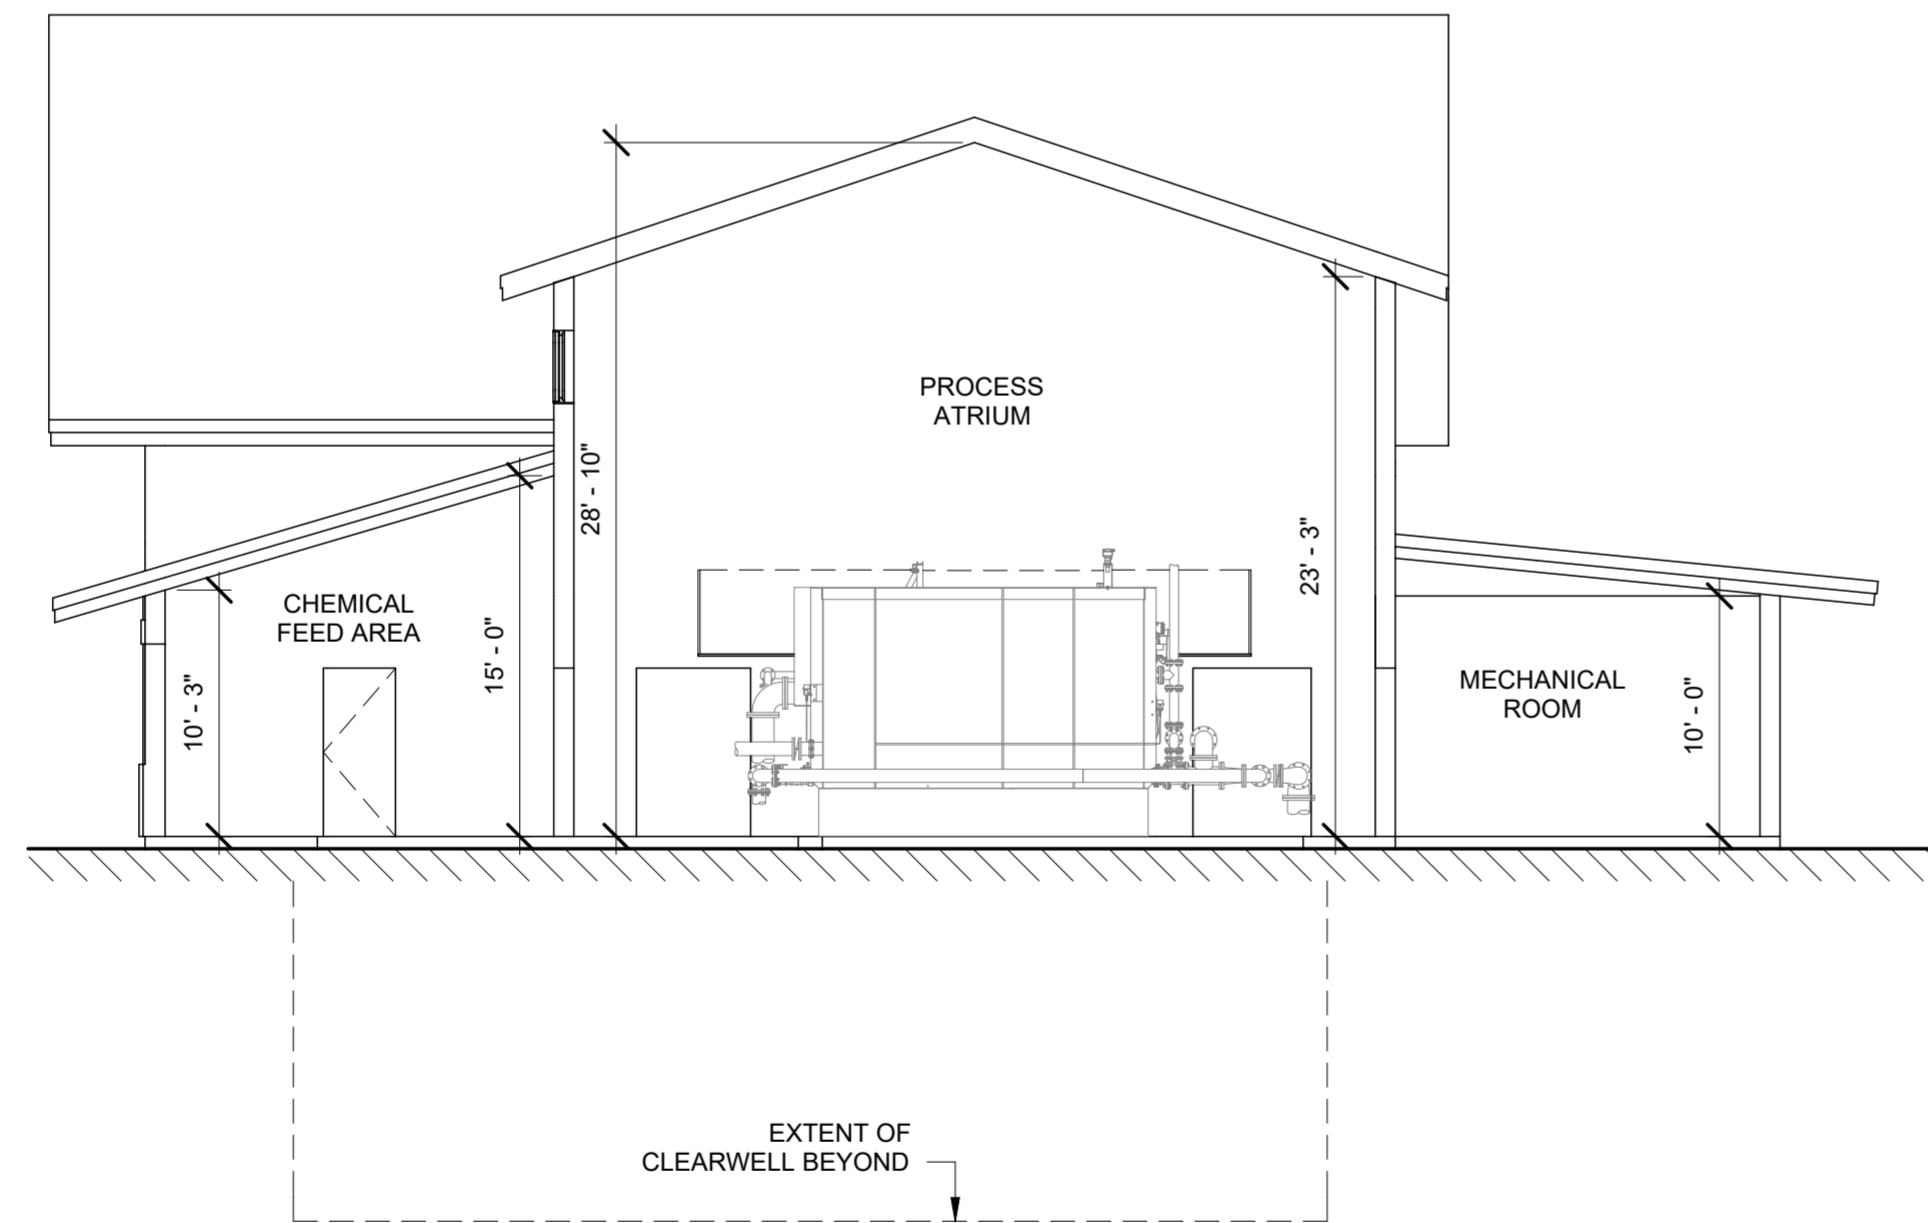 PROCESS
ATRIUM
28' - 10"
23' - 3"
CHEMICAL
FEED AREA
15' - 0"
10' - 3"
MECHANICAL
ROOM
10' - 0"
EXTENT OF
CLEARWELL BEYOND